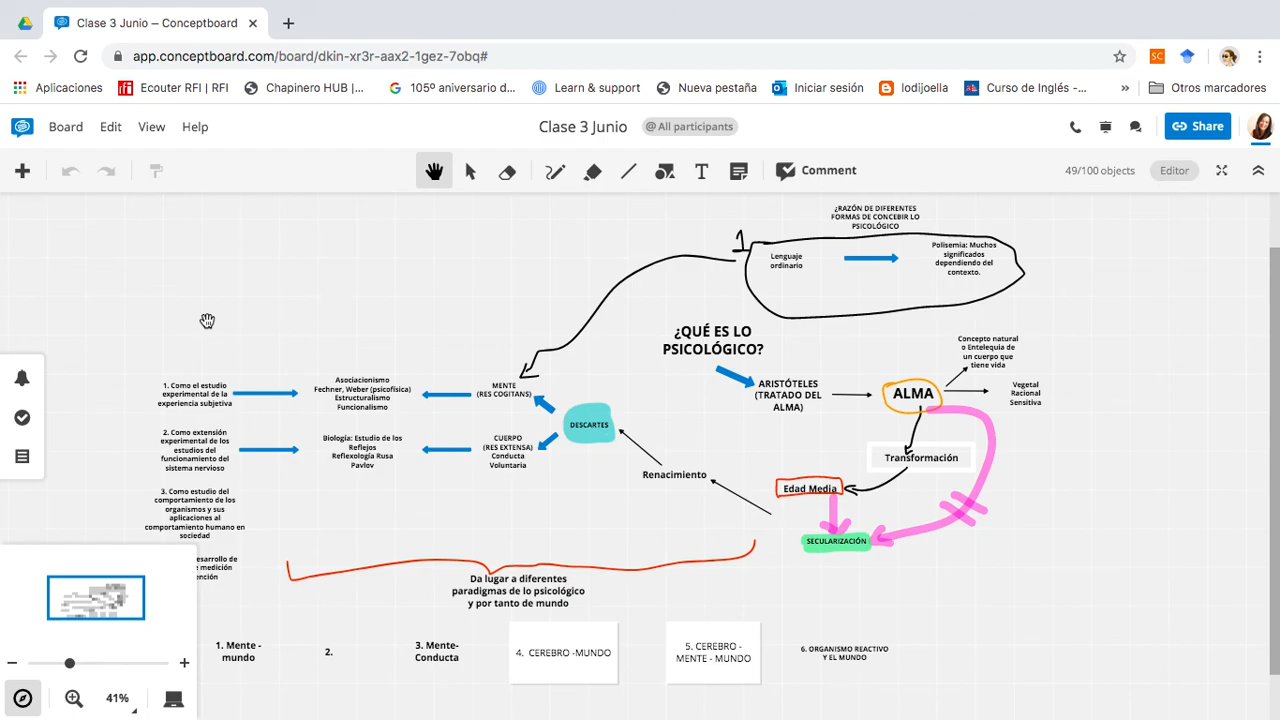 Clase 3 Junio — Conceptboard
app.conceptboard.com/board/dkin-xr3r-aax2-1gez-7obq#
SC
Aplicaciones
rfi
Ecouter RFI | RFI
Chapinero HUB |...
105º aniversario d...
Learn & support
Nueva pestaña
Iniciar sesión
lodijoella
Curso de Inglés -...
»
Otros marcadores
Board
Edit
View
Help
Clase 3 Junio
@ All participants
Share
Comment
49/100 objects
Editor
¿RAZÓN DE DIFERENTES
FORMAS DE CONCEBIR LO
PSICOLÓGICO
1
Lenguaje
ordinario
Polisemia: Muchos
significados
dependiendo del
contexto.
¿QUÉ ES LO
PSICOLÓGICO?
ARISTÓTELES
(TRATADO DEL
ALMA)
ALMA
Concepto natural
o Entelequia de
un cuerpo que
tiene vida
Vegetal
Racional
Sensitiva
Transformación
Edad Media
SECULARIZACIÓN
Renacimiento
DESCARTES
MENTE
(RES COGITANS)
CUERPO
(RES EXTENSA)
Conducta
Voluntaria
Asociacionismo
Fechner, Weber (psicofísica)
Estructuralismo
Funcionalismo
Biología: Estudio de los
Reflejos
Reflexología Rusa
Pavlov
1. Como el estudio
experimental de la
experiencia subjetiva
2. Como extensión
experimental de los
estudios del
funcionamiento del
sistema nervioso
3. Como estudio del
comportamiento de los
organismos y sus
aplicaciones al
comportamiento humano en
sociedad
esarrollo de
e medición
ención
Da lugar a diferentes
paradigmas de lo psicológico
y por tanto de mundo
1. Mente -
mundo
2.
3. Mente-
Conducta
4. CEREBRO -MUNDO
5. CEREBRO -
MENTE - MUNDO
6. ORGANISMO REACTIVO
Y EL MUNDO
41%